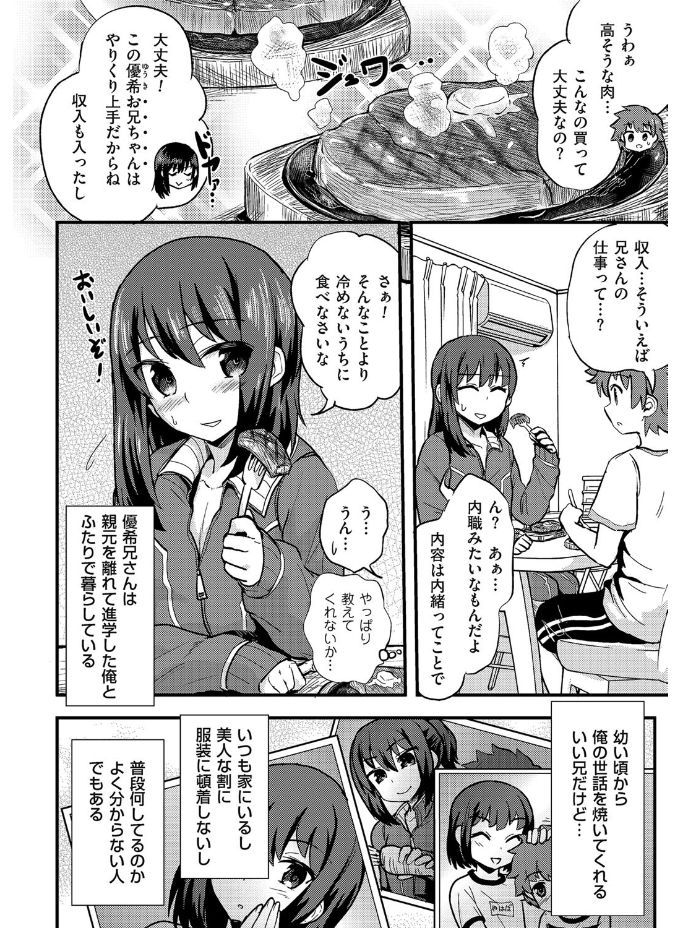 うわぁ
高そうな肉…
こんなの買って
大丈夫なの？
ジュワ〜…
大丈夫！
この優希お兄ちゃんは
ゆうき
やりくり上手だからね
収入も入ったし
ドヤァ…
収入…そういえば
兄さんの
仕事って…？
ん？ あぁ…
内職みたいなもんだよ
内容は内緒ってことで
さぁ！
そんなことより
冷めないうちに
食べなさいな
おいしいぞー！
う…
うん…
やっぱり
教えて
くれないか…
優希兄さんは
親元を離れて進学した俺と
ふたりで暮らしている
幼い頃から
俺の世話を焼いてくれる
いい兄だけど…
いつも家にいるし
美人な割に
服装に頓着しないし
普段何してるのか
よく分からない人
でもある